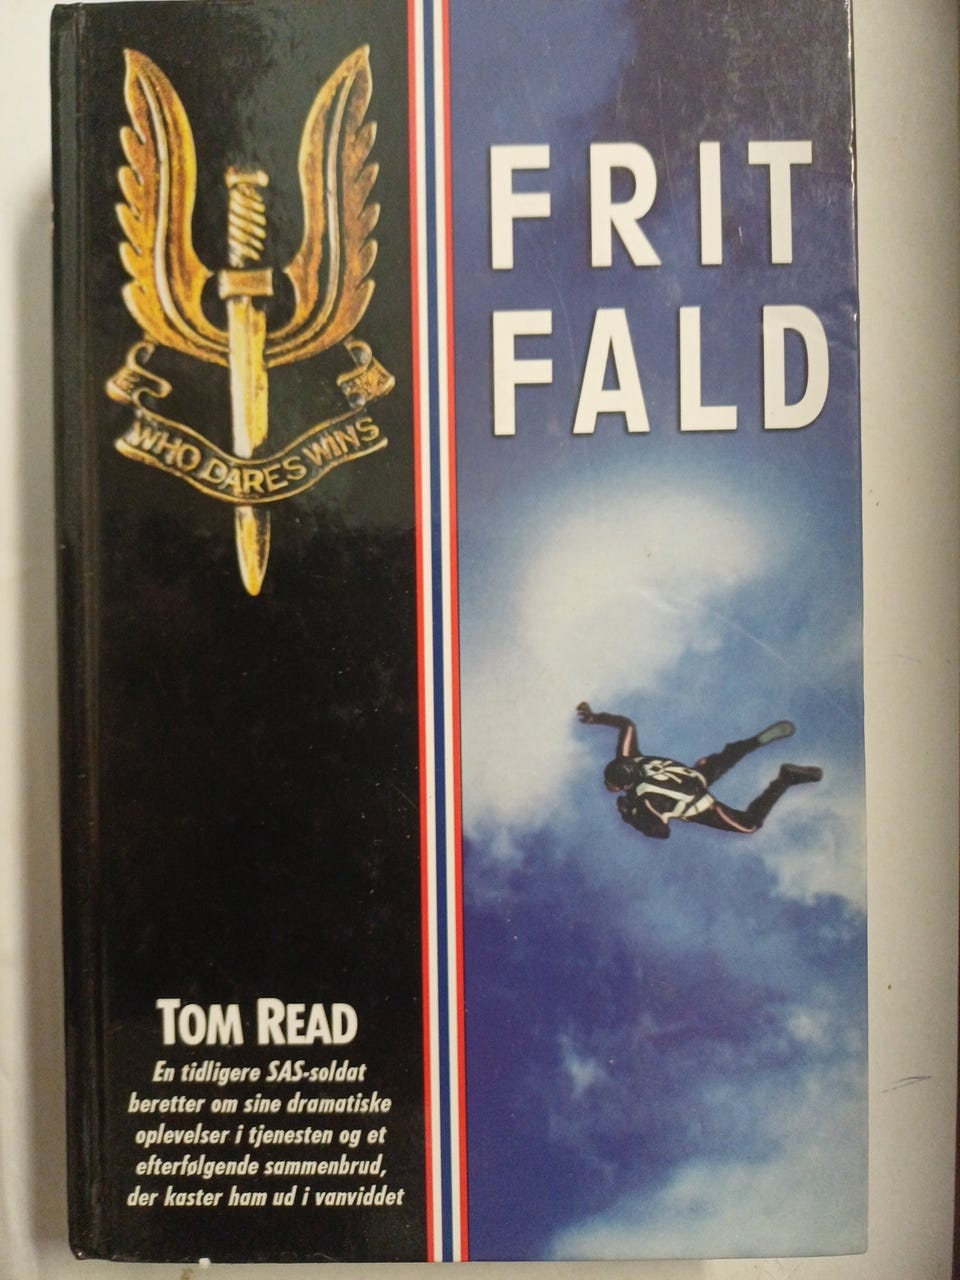 WHO DARES WINS
FRIT
FALD
TOM READ
En tidligere SAS-soldat
beretter om sine dramatiske
oplevelser i tjenesten og et
efterfølgende sammenbrud,
der kaster ham ud i vanviddet